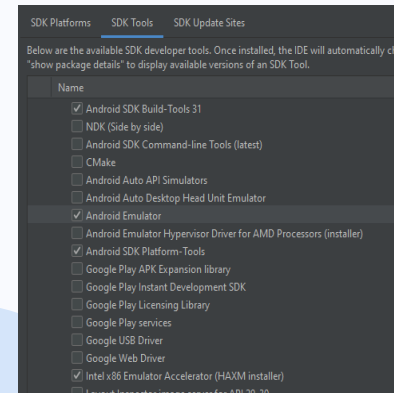 SDK Platforms SDK Tools SDK Update Sites
Below are the available SDK developer tools. Once installed, the IDE will automatically
"show package details" to display available versions of an SDK Tool.
Name
Android SDK Build-Tools 31
NDK (Side by side)
Android SDK Command-line Tools (latest)
CMake
Android Auto API Simulators
Android Auto Desktop Head Unit Emulator
Android Emulator
Android Emulator Hypervisor Driver for AMD Processors (installer)
Android SDK Platform-Tools
Google Play APK Expansion library
Google Play Instant Development SDK
Google Play Licensing Library
Google Play services
Google USB Driver
Google Web Driver
Intel x86 Emulator Accelerator (HAXM installer)